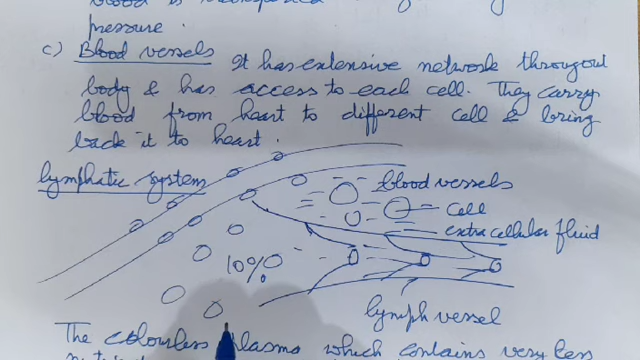 blood is
pressure.
c) Blood vessels It has extensive network througout
body & has access to each cell. They carry
blood from heart to different cell & bring
back it to heart.
lymphatic system
blood vessels
Cell
extra cellular fluid
10%
lymph vessel
The colourless plasma which contains very less